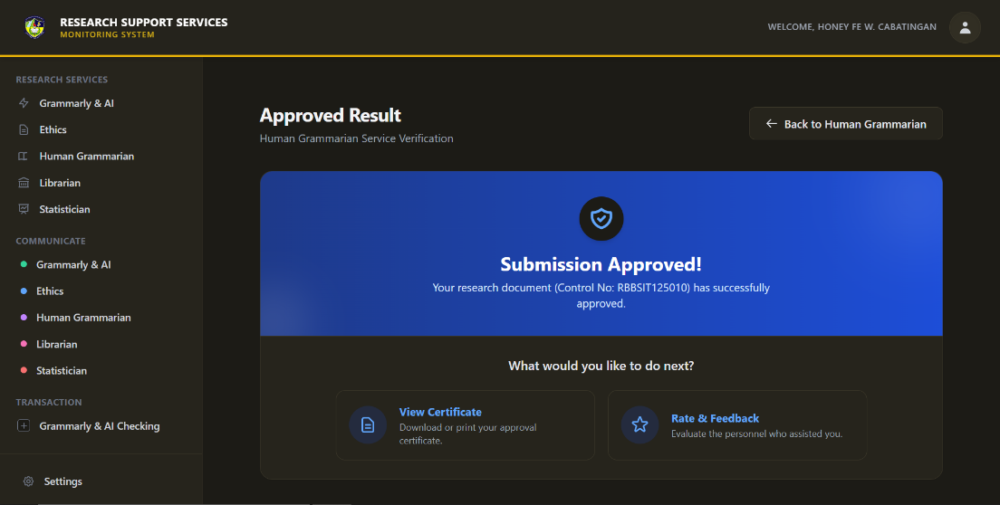 RESEARCH SUPPORT SERVICES
MONITORING SYSTEM
WELCOME, HONEY FE W. CABATINGAN
RESEARCH SERVICES
Grammarly & AI
Ethics
Human Grammarian
Librarian
Statistician
COMMUNICATE
Grammarly & AI
Ethics
Human Grammarian
Librarian
Statistician
TRANSACTION
Grammarly & AI Checking
Settings
Approved Result
Human Grammarian Service Verification
Back to Human Grammarian
Submission Approved!
Your research document (Control No: RBBSIT125010) has successfully
approved.
What would you like to do next?
View Certificate
Download or print your approval
certificate.
Rate & Feedback
Evaluate the personnel who assisted you.